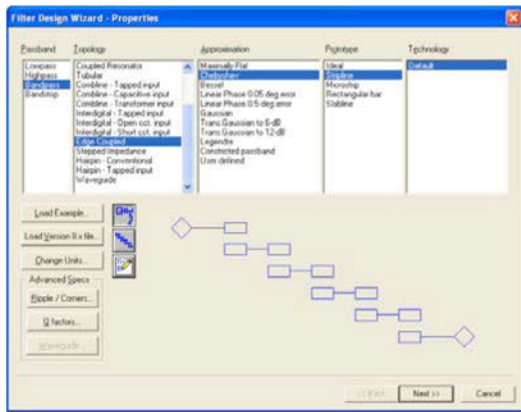 Filter Design Wizard - Properties
Passband
Lowpass
Highpass
Bandpass
Bandstop
Topology
Coupled Resonator
Tubular
Combline - Tapped input
Combline - Capacitive input
Combline - Transformer input
Interdigital - Tapped input
Interdigital - Open cct. input
Interdigital - Short cct. input
Edge Coupled
Stepped Impedance
Hairpin - Conventional
Hairpin - Tapped input
Waveguide
Approximation
Maximally Flat
Chebyshev
Bessel
Linear Phase 0.05 deg error
Linear Phase 0.5 deg error
Gaussian
Trans.Gaussian to 6-dB
Trans.Gaussian to 12-dB
Legendre
Constricted passband
User defined
Prototype
Ideal
Stripline
Microstrip
Rectangular bar
Slabline
Technology
Default
Load Example...
Load Version 8.x file...
Change Units...
Advanced Specs
Ripple / Corners...
Q factors...
Waveguide...
<< Back
Next >>
Cancel